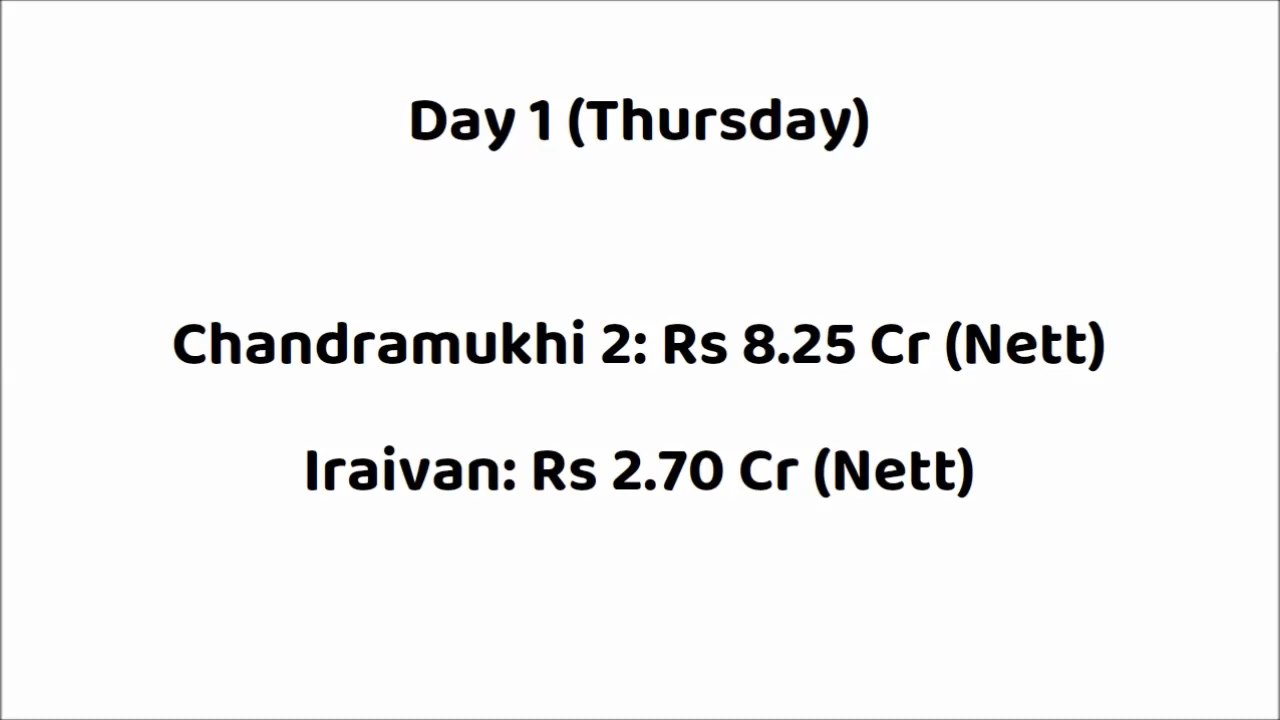 Day 1 (Thursday)
Chandramukhi 2: Rs 8.25 Cr (Nett)
Iraivan: Rs 2.70 Cr (Nett)